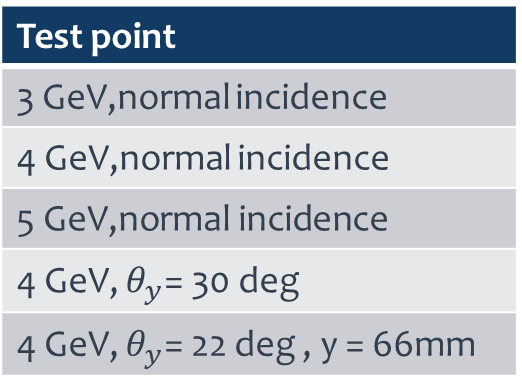 Test point
3 GeV,normal incidence
4 GeV,normal incidence
5 GeV,normal incidence
4 GeV, θy= 30 deg
4 GeV, θy= 22 deg , y = 66mm